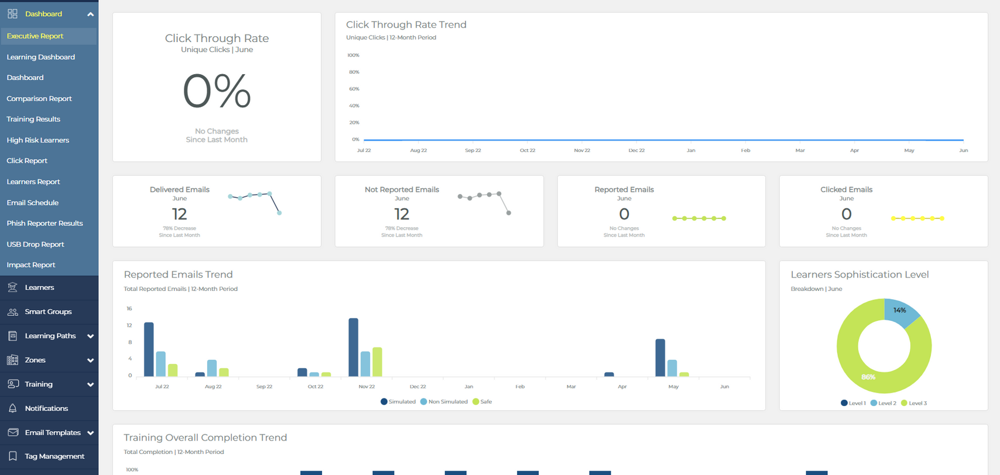 Dashboard
Executive Report
Learning Dashboard
Dashboard
Comparison Report
Training Results
High Risk Learners
Click Report
Learners Report
Email Schedule
Phish Reporter Results
USB Drop Report
Impact Report
Learners
Smart Groups
Learning Paths
Zones
Training
Notifications
Email Templates
Tag Management
Click Through Rate
Unique Clicks | June
0%
No Changes
Since Last Month
Click Through Rate Trend
Unique Clicks | 12-Month Period
100%
80%
60%
40%
20%
0%
Jul 22 Aug 22 Sep 22 Oct 22 Nov 22 Dec 22 Jan Feb Mar Apr May Jun
Delivered Emails
June
12
78% Decrease
Since Last Month
Not Reported Emails
June
12
78% Decrease
Since Last Month
Reported Emails
June
0
No Changes
Since Last Month
Clicked Emails
June
0
No Changes
Since Last Month
Reported Emails Trend
Total Reported Emails | 12-Month Period
16
12
8
4
0
Jul 22 Aug 22 Sep 22 Oct 22 Nov 22 Dec 22 Jan Feb Mar Apr May Jun
Simulated Non Simulated Safe
Learners Sophistication Level
Breakdown | June
14%
86%
Level 1 Level 2 Level 3
Training Overall Completion Trend
Total Completion | 12-Month Period
100%